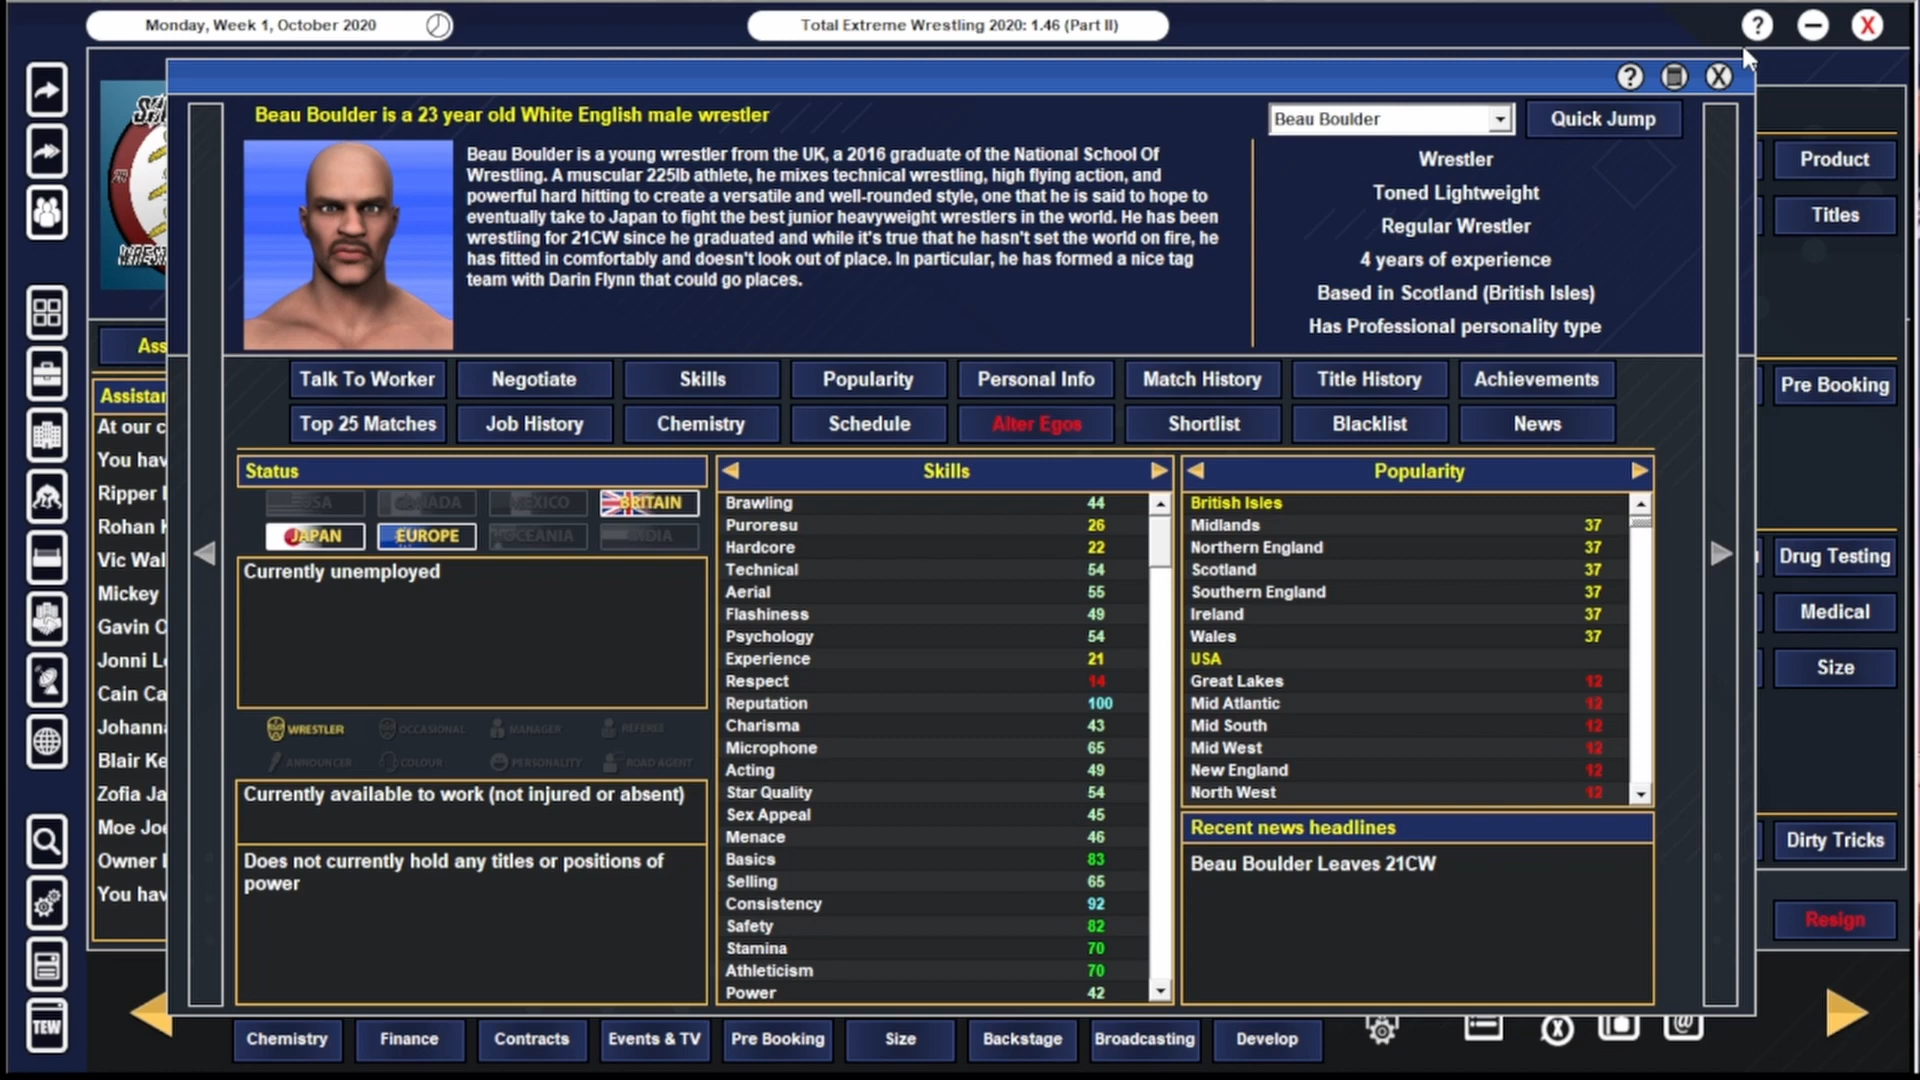 Monday, Week 1, October 2020
Total Extreme Wrestling 2020: 1.46 (Part II)
? X
? X
Beau Boulder is a 23 year old White English male wrestler
Beau Boulder
Quick Jump
Beau Boulder is a young wrestler from the UK, a 2016 graduate of the National School Of
Wrestling. A muscular 225lb athlete, he mixes technical wrestling, high flying action, and
powerful hard hitting to create a versatile and well-rounded style, one that he is said to hope to
eventually take to Japan to fight the best junior heavyweight wrestlers in the world. He has been
wrestling for 21CW since he graduated and while it's true that he hasn't set the world on fire, he
has fitted in comfortably and doesn't look out of place. In particular, he has formed a nice tag
team with Darin Flynn that could go places.
Wrestler
Toned Lightweight
Regular Wrestler
4 years of experience
Based in Scotland (British Isles)
Has Professional personality type
Product
Titles
Pre Booking
Drug Testing
Medical
Size
Dirty Tricks
Resign
Talk To Worker Negotiate Skills Popularity Personal Info Match History Title History Achievements
Top 25 Matches Job History Chemistry Schedule Alter Egos Shortlist Blacklist News
Ass
Assistar
At our c
You hav
Ripper
Rohan K
Vic Wal
Mickey
Gavin C
Jonni L
Cain Ca
Johanna
Blair Ke
Zofia Ja
Moe Joe
Owner
You hav
Status
USA CANADA MEXICO BRITAIN
JAPAN EUROPE OCEANIA INDIA
Currently unemployed
WRESTLER OCCASIONAL MANAGER REFEREE
ANNOUNCER COLOUR PERSONALITY ROAD AGENT
Currently available to work (not injured or absent)
Does not currently hold any titles or positions of
power
Skills
Brawling 44
Puroresu 26
Hardcore 22
Technical 54
Aerial 55
Flashiness 49
Psychology 54
Experience 21
Respect 14
Reputation 100
Charisma 43
Microphone 65
Acting 49
Star Quality 54
Sex Appeal 45
Menace 46
Basics 83
Selling 65
Consistency 92
Safety 82
Stamina 70
Athleticism 70
Power 42
Popularity
British Isles
Midlands 37
Northern England 37
Scotland 37
Southern England 37
Ireland 37
Wales 37
USA
Great Lakes 12
Mid Atlantic 12
Mid South 12
Mid West 12
New England 12
North West 12
Recent news headlines
Beau Boulder Leaves 21CW
TEW
Chemistry Finance Contracts Events & TV Pre Booking Size Backstage Broadcasting Develop